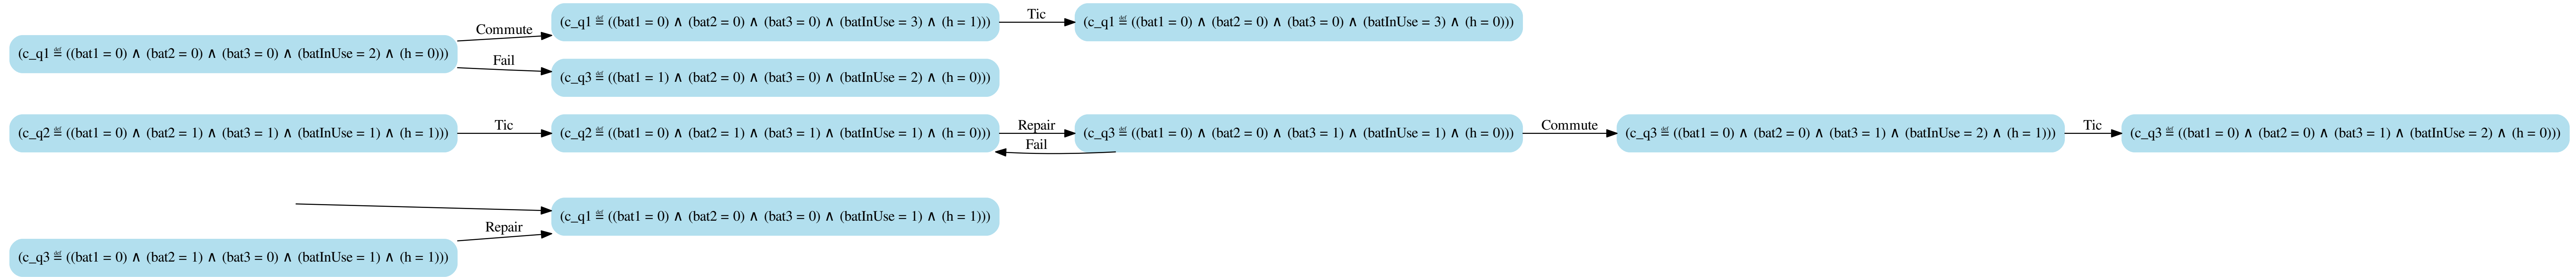 (c_q1 ≝ ((bat1 = 0) ∧ (bat2 = 0) ∧ (bat3 = 0) ∧ (batInUse = 3) ∧ (h = 1)))
Tic
(c_q1 ≝ ((bat1 = 0) ∧ (bat2 = 0) ∧ (bat3 = 0) ∧ (batInUse = 3) ∧ (h = 0)))
Commute
(c_q1 ≝ ((bat1 = 0) ∧ (bat2 = 0) ∧ (bat3 = 0) ∧ (batInUse = 2) ∧ (h = 0)))
Fail
(c_q3 ≝ ((bat1 = 1) ∧ (bat2 = 0) ∧ (bat3 = 0) ∧ (batInUse = 2) ∧ (h = 0)))
(c_q2 ≝ ((bat1 = 0) ∧ (bat2 = 1) ∧ (bat3 = 1) ∧ (batInUse = 1) ∧ (h = 1)))
Tic
(c_q2 ≝ ((bat1 = 0) ∧ (bat2 = 1) ∧ (bat3 = 1) ∧ (batInUse = 1) ∧ (h = 0)))
Repair
Fail
(c_q3 ≝ ((bat1 = 0) ∧ (bat2 = 0) ∧ (bat3 = 1) ∧ (batInUse = 1) ∧ (h = 0)))
Commute
(c_q3 ≝ ((bat1 = 0) ∧ (bat2 = 0) ∧ (bat3 = 1) ∧ (batInUse = 2) ∧ (h = 1)))
Tic
(c_q3 ≝ ((bat1 = 0) ∧ (bat2 = 0) ∧ (bat3 = 1) ∧ (batInUse = 2) ∧ (h = 0)))
(c_q1 ≝ ((bat1 = 0) ∧ (bat2 = 0) ∧ (bat3 = 0) ∧ (batInUse = 1) ∧ (h = 1)))
Repair
(c_q3 ≝ ((bat1 = 0) ∧ (bat2 = 1) ∧ (bat3 = 0) ∧ (batInUse = 1) ∧ (h = 1)))